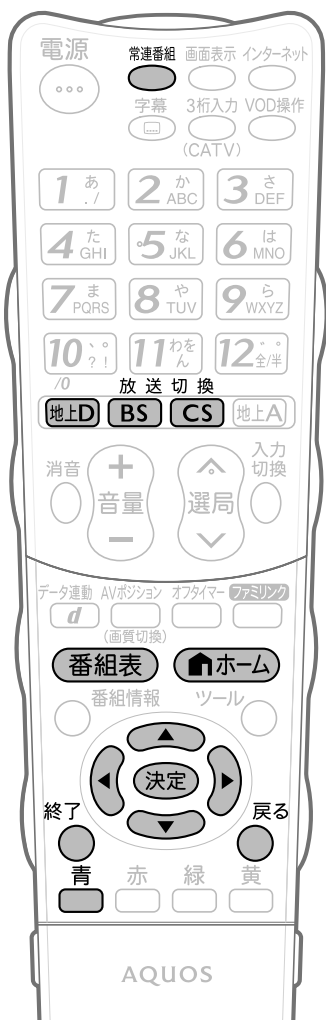 電源
常連番組 画面表示 インターネット
字幕 3桁入力 VOD操作
(CATV)
1 あ ./ 2 か ABC 3 さ DEF
4 た GHI 5 な JKL 6 は MNO
7 ま PQRS 8 や TUV 9 ら WXYZ
10 、。?! 11 わをん 12 ゛゜全/半
/0
放送切換
地上D BS CS 地上A
消音 + 音量 − 選局 入力切換
データ連動 AVポジション オフタイマー ファミリンク
d
(画質切換)
番組表 ホーム
番組情報 ツール
決定
終了 戻る
青 赤 緑 黄
AQUOS